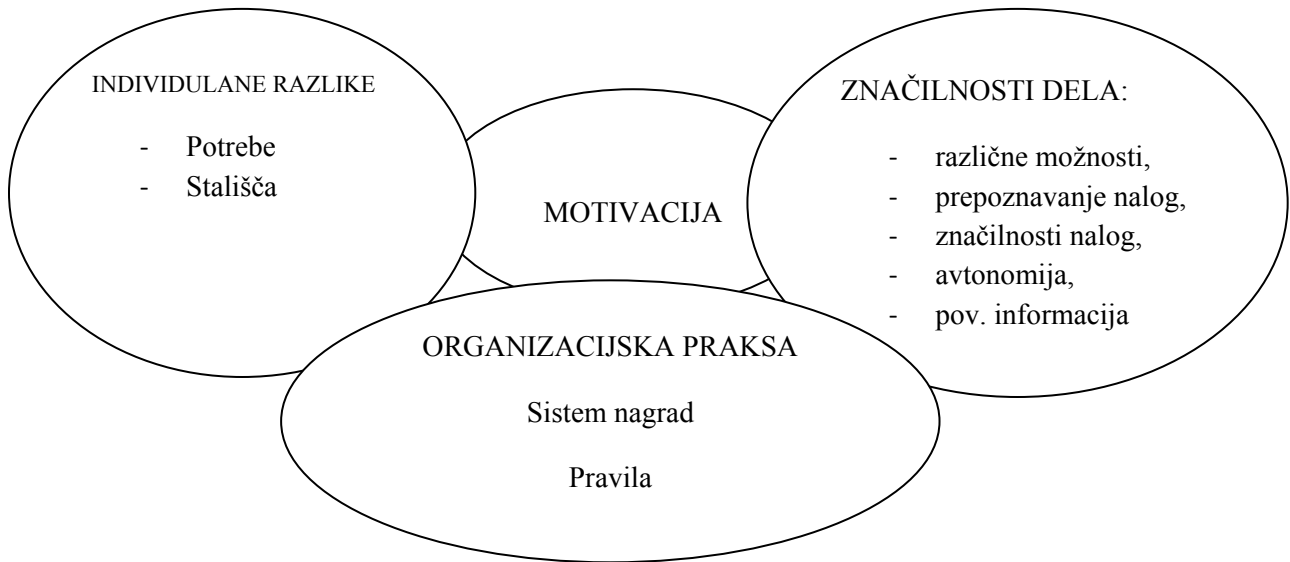 INDIVIDULANE RAZLIKE
- Potrebe
- Stališča
MOTIVACIJA
ZNAČILNOSTI DELA:
- različne možnosti,
- prepoznavanje nalog,
- značilnosti nalog,
- avtonomija,
- pov. informacija
ORGANIZACIJSKA PRAKSA
Sistem nagrad
Pravila